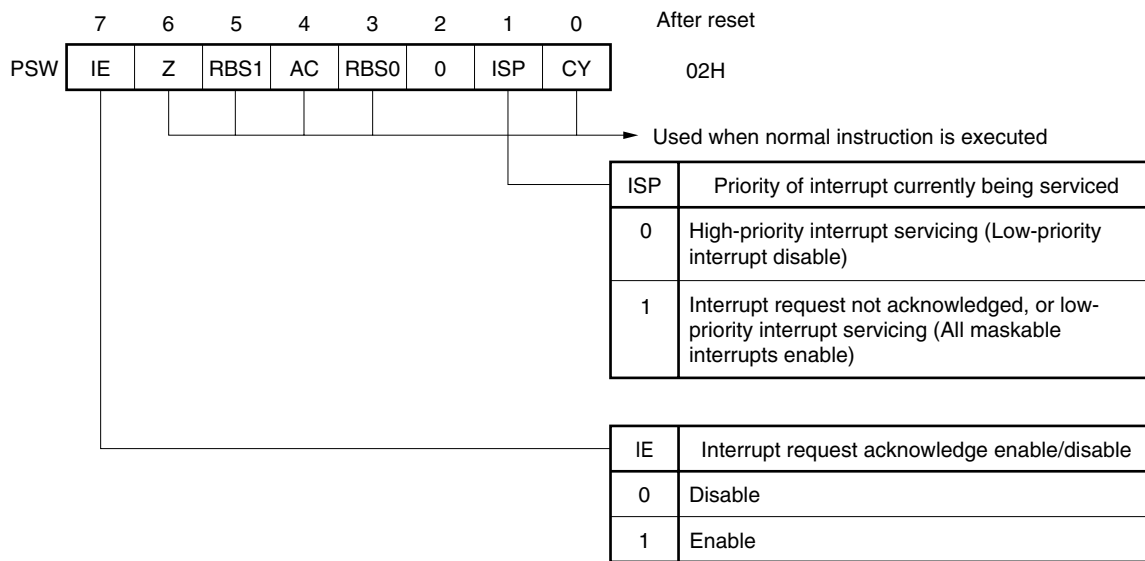 7 6 5 4 3 2 1 0 After reset
PSW IE Z RBS1 AC RBS0 0 ISP CY 02H
Used when normal instruction is executed
ISP Priority of interrupt currently being serviced
0 High-priority interrupt servicing (Low-priority
interrupt disable)
1 Interrupt request not acknowledged, or low-
priority interrupt servicing (All maskable
interrupts enable)
IE Interrupt request acknowledge enable/disable
0 Disable
1 Enable